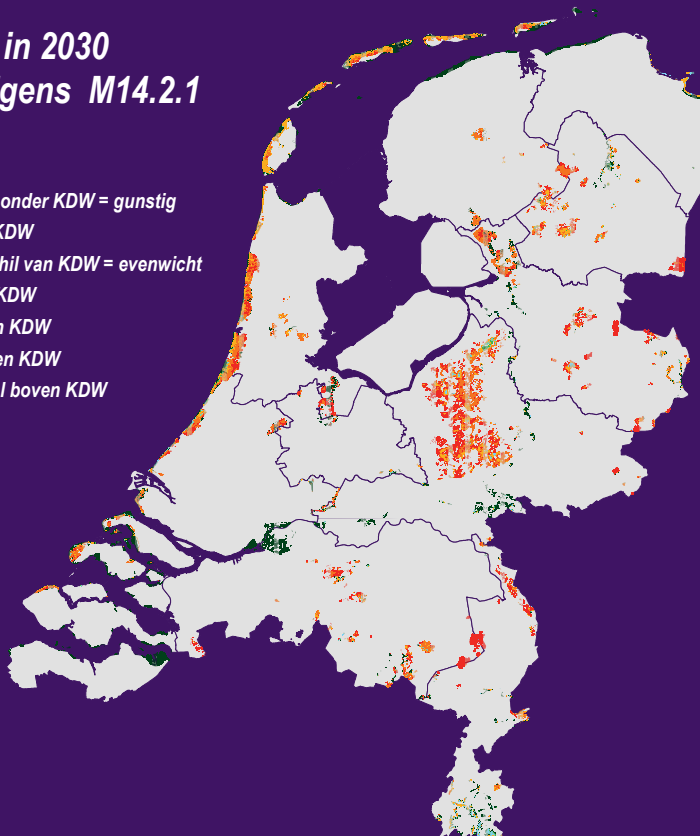 in 2030
gens M14.2.1
onder KDW = gunstig
KDW
hil van KDW = evenwicht
KDW
n KDW
en KDW
l boven KDW